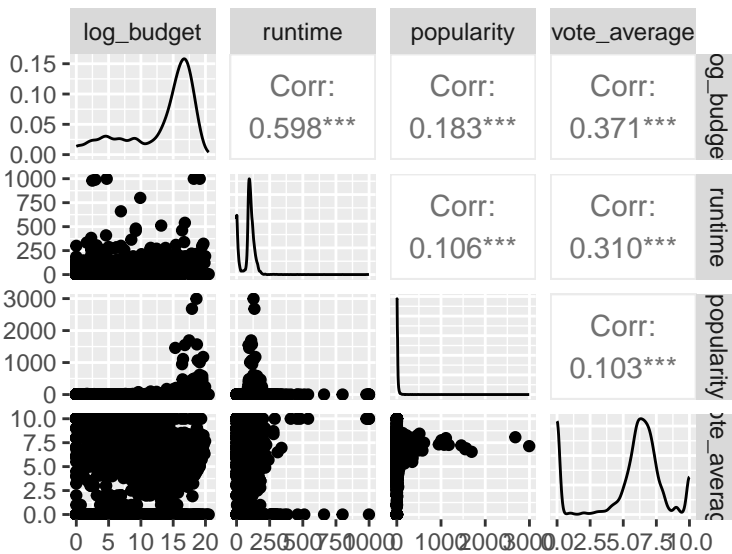 log_budget runtime popularity vote_average
0.15
0.10
0.05
0.00
Corr:
0.598***
Corr:
0.183***
Corr:
0.371***
og_budge
1000
750
500
250
0
Corr:
0.106***
Corr:
0.310***
runtime
3000
2000
1000
0
Corr:
0.103***
popularity
10.0
7.5
5.0
2.5
0.0
ote_averag
0 5 10 15 20
0 250 500 750 1000
0 1000 2000 3000
0.0 2.5 5.0 7.5 10.0